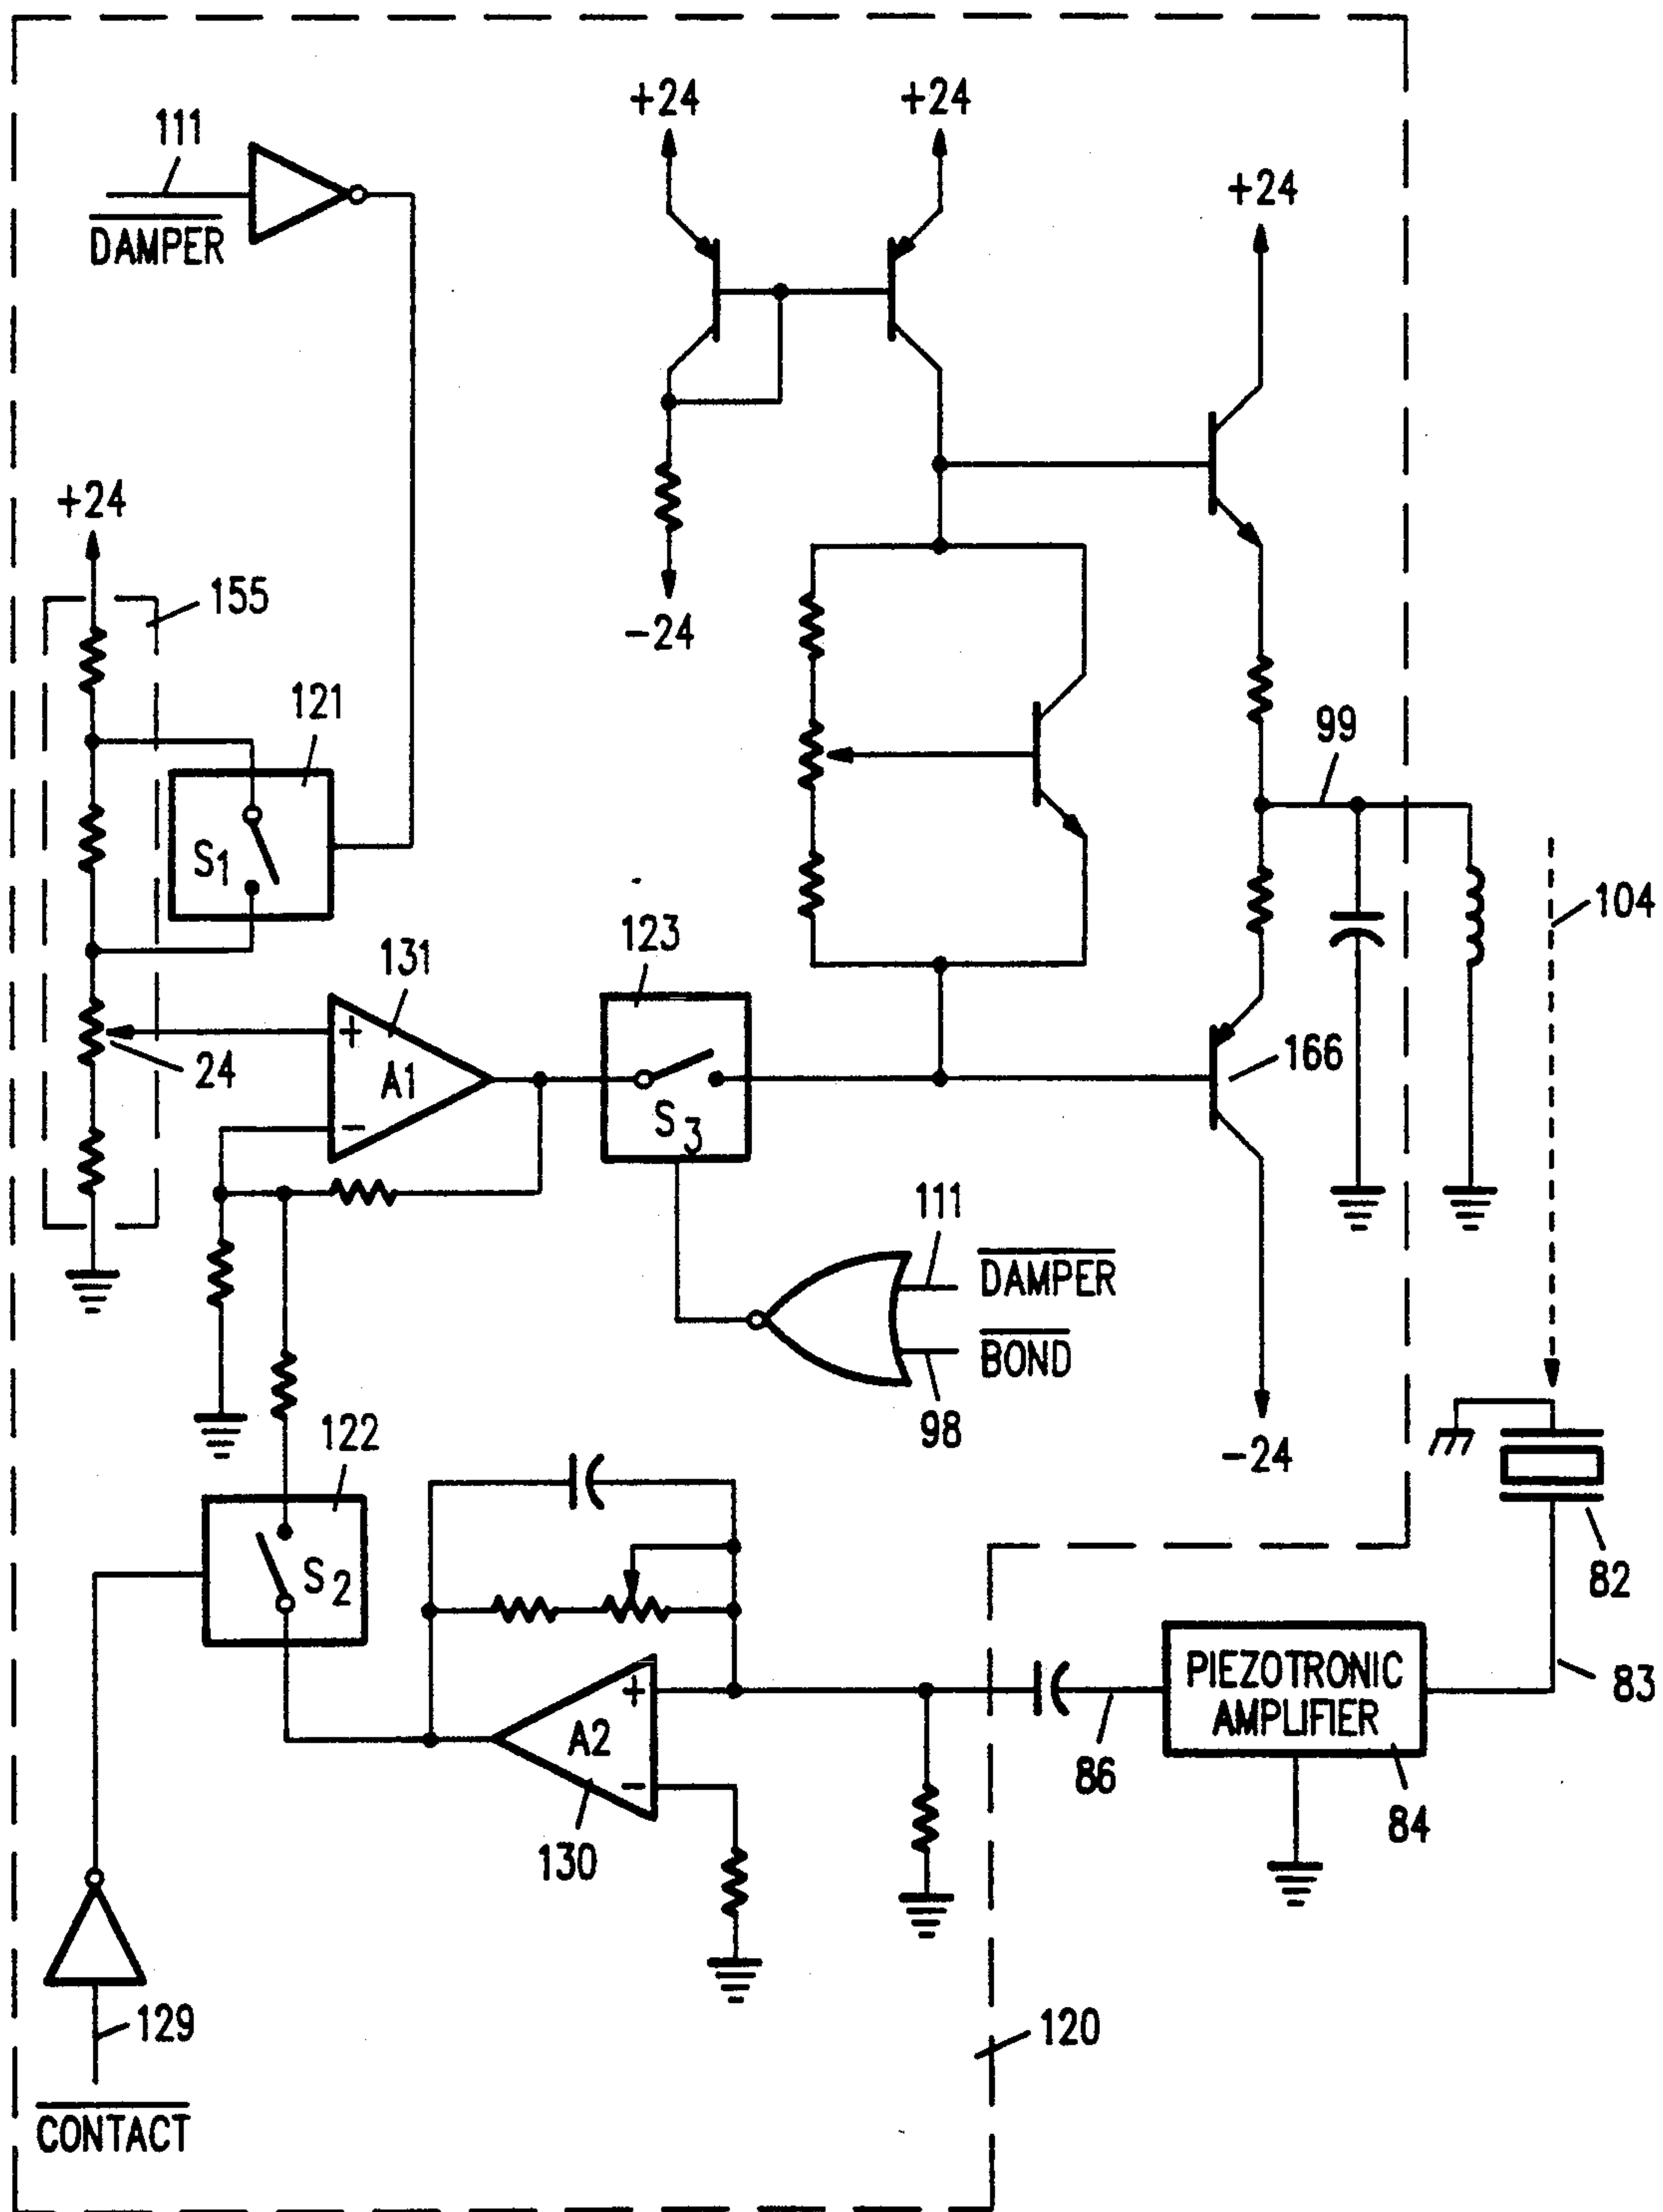 +24
+24
111
+24
DAMPER
+24
155
-24
121
99
S1
104
123
131
+
A1
24
166
-
S3
111
DAMPER
BOND
98
122
-24
S2
82
PIEZOTRONIC
AMPLIFIER
+
A2
83
86
-
84
130
129
120
CONTACT